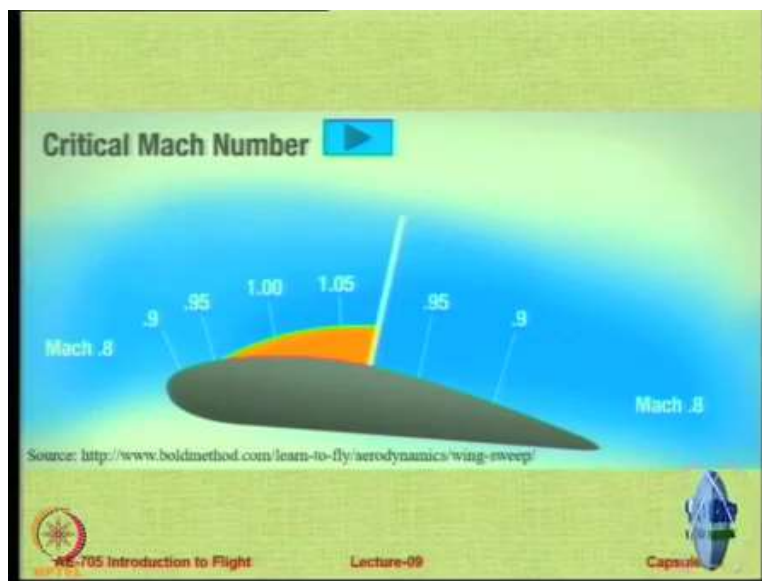 Critical Mach Number
1.00
1.05
.95
.95
.9
.9
Mach .8
Mach .8
Source: http://www.boldmethod.com/learn-to-fly/aerodynamics/wing-sweep/
NPTEL
AE-705 Introduction to Flight
Lecture-09
Capsule